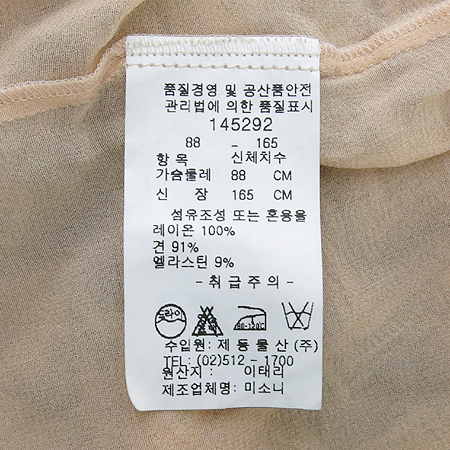 품질경영 및 공산품안전
관리법에 의한 품질표시
145292
88 - 165
항 목 신체치수
가슴둘레 88 CM
신 장 165 CM
섬유조성 또는 혼용율
레이온 100%
견 91%
엘라스틴 9%
- 취 급 주 의 -
드라이
80-120℃
수입원: 제 동 물 산 (주)
TEL: (02)512 - 1700
원산지 : 이태리
제조업체명: 미소니